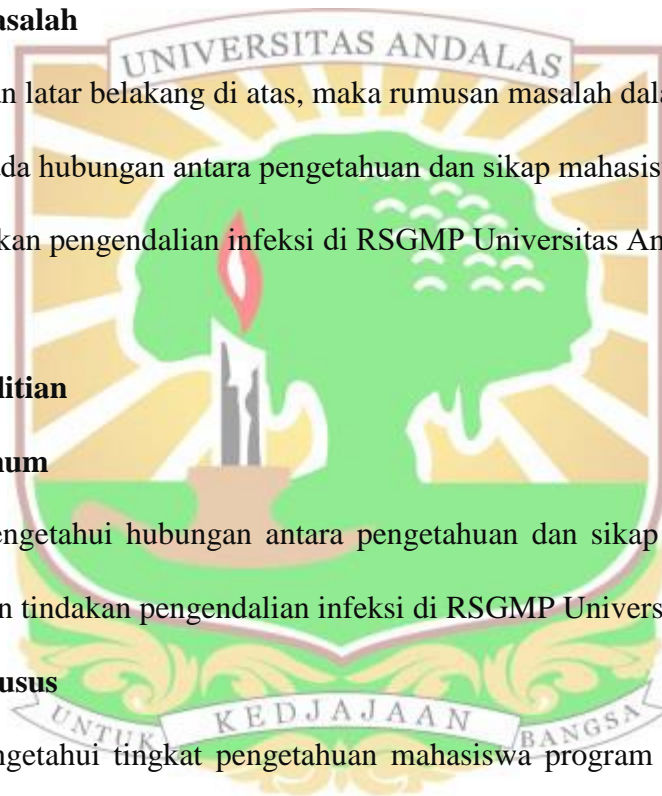 asalah
UNIVERSITAS ANDALAS
an latar belakang di atas, maka rumusan masalah dala
da hubungan antara pengetahuan dan sikap mahasis
kan pengendalian infeksi di RSGMP Universitas An
litian
num
engetahui hubungan antara pengetahuan dan sikap
n tindakan pengendalian infeksi di RSGMP Univers
usus
UNTUK KEDJAJAAN BANGSA
ngetahui tingkat pengetahuan mahasiswa program